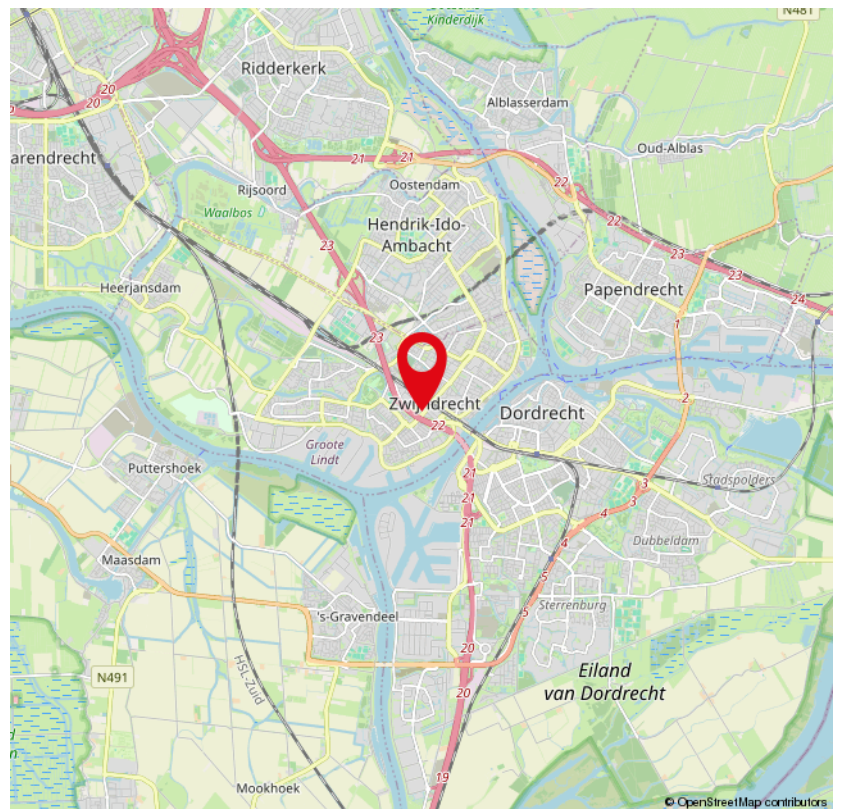 Kinderdijk
N481
Ridderkerk
20
20
20
Alblasserdam
21
21
Oud-Alblas
arendrecht
22
Rijsoord
Oostendam
Waalbos
22
Hendrik-Ido-
Ambacht
23
23
23
Heerjansdam
Papendrecht
24
1
23
2
Zwijndrecht
Dordrecht
22
Groote
Lindt
Puttershoek
21
3
Stadspolders
21
3
4
21
4
Dubbeldam
Maasdam
5
Sterrenburg
's-Gravendeel
5
20
HSL-Zuid
N491
20
Eiland
van Dordrecht
19
Mookhoek
© OpenStreetMap contributors